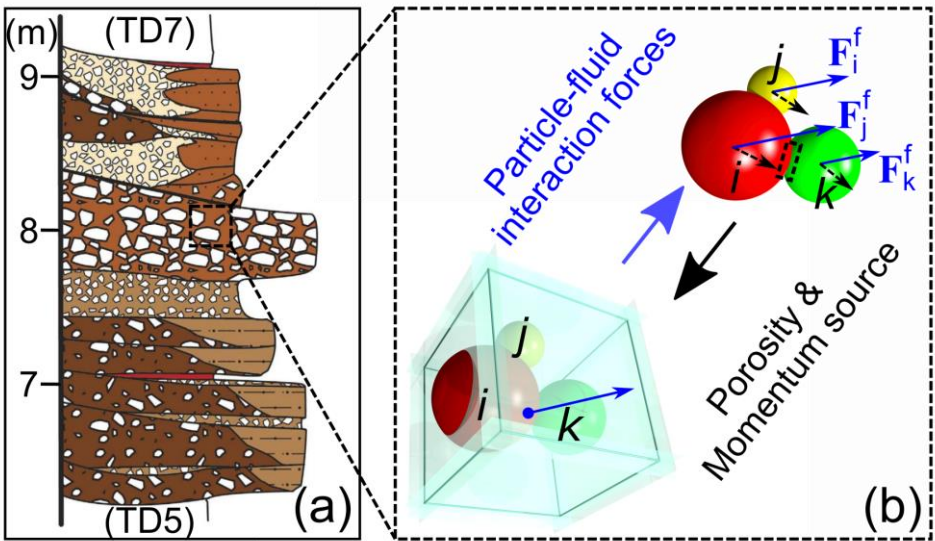 (m)
(TD7)
9
8
7
(TD5)
(a)
Particle-fluid
interaction forces
j
i
k
F_i^f
F_j^f
F_k^f
j
i
k
Porosity &
Momentum source
(b)